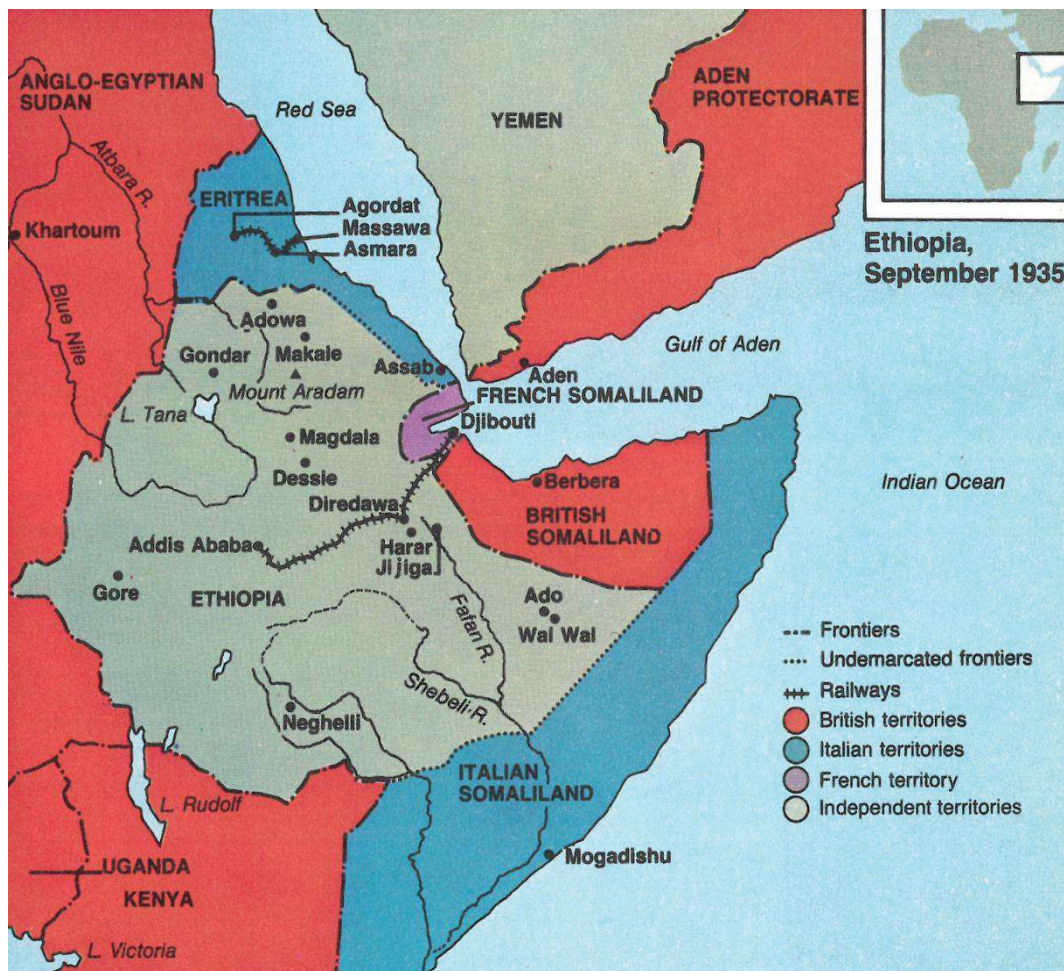 ANGLO-EGYPTIAN
SUDAN
Red Sea
YEMEN
ADEN
PROTECTORATE
Atbara R.
ERITREA
Agordat
Massawa
Asmara
Khartoum
Blue Nile
Ethiopia,
September 1935
Adowa
Gondar
Makale
Mount Aradam
L. Tana
Assab
Aden
Gulf of Aden
FRENCH SOMALILAND
Djibouti
Magdala
Dessie
Diredawa
Berbera
BRITISH
SOMALILAND
Indian Ocean
Addis Ababa
Harar
Jijiga
Gore
ETHIOPIA
Fafan R.
Ado
Wal Wal
Shebeli R.
Neghelli
ITALIAN
SOMALILAND
L. Rudolf
Mogadishu
UGANDA
KENYA
L. Victoria
Frontiers
Undemarcated frontiers
Railways
British territories
Italian territories
French territory
Independent territories